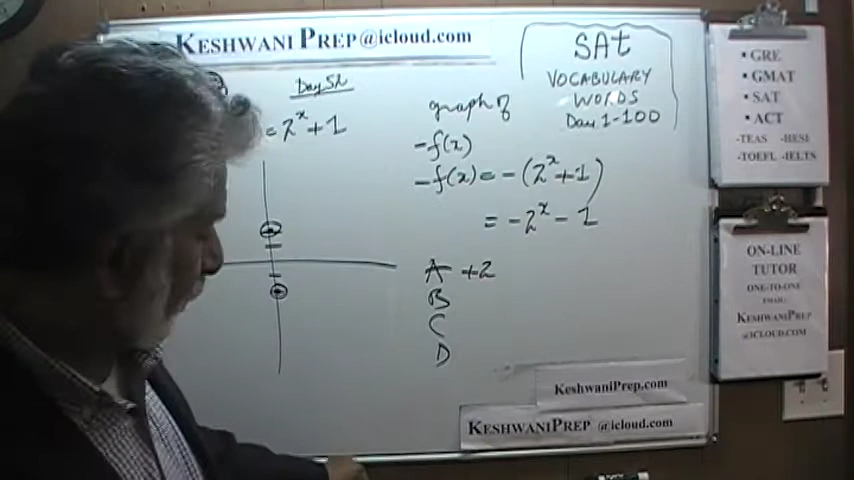 KESHWANI PREP@iCloud.com
Day 52
= 2^x + 1
graph of
-f(x)
-f(x) = -(2^x + 1)
= -2^x - 1
A +2
B
C
D
SAt
VOCABULARY
WORDS
Day 1-100
• GRE
• GMAT
• SAT
• ACT
-TEAS -HESI
-TOEFL -IELTS
ON-LINE
TUTOR
ONE-TO-ONE
EMAIL:
KESHWANIPREP
@ICLOUD.COM
KESHWANIPREP.COM
KESHWANIPREP @icloud.com